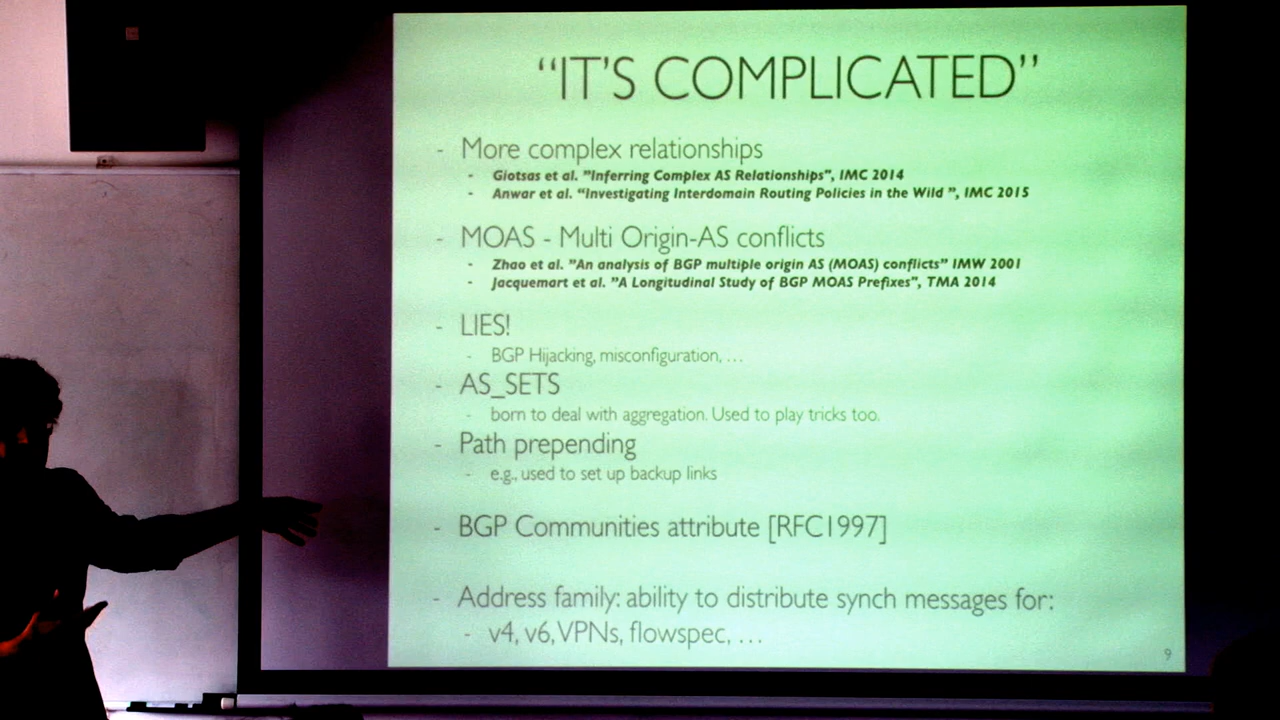 “IT’S COMPLICATED”
- More complex relationships
- Giotsas et al. ”Inferring Complex AS Relationships”, IMC 2014
- Anwar et al. “Investigating Interdomain Routing Policies in the Wild ”, IMC 2015
- MOAS - Multi Origin-AS conflicts
- Zhao et al. ”An analysis of BGP multiple origin AS (MOAS) conflicts” IMW 2001
- Jacquemart et al. ”A Longitudinal Study of BGP MOAS Prefixes”, TMA 2014
- LIES!
- BGP Hijacking, misconfiguration, …
- AS_SETS
- born to deal with aggregation. Used to play tricks too.
- Path prepending
- e.g., used to set up backup links
- BGP Communities attribute [RFC1997]
- Address family: ability to distribute synch messages for:
- v4, v6, VPNs, flowspec, …
9